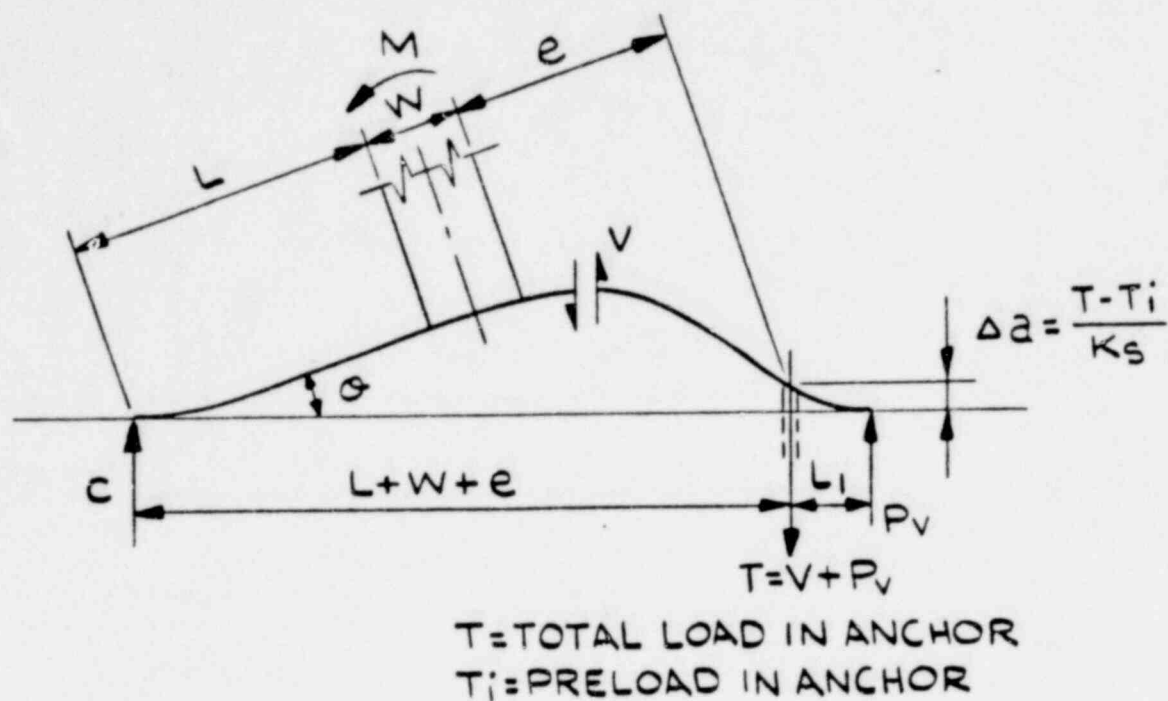 M
e
W
L
V
Δa = T-Ti / Ks
θ
C
L+W+e
L1
Pv
T=V+Pv
T=TOTAL LOAD IN ANCHOR
Ti=PRELOAD IN ANCHOR